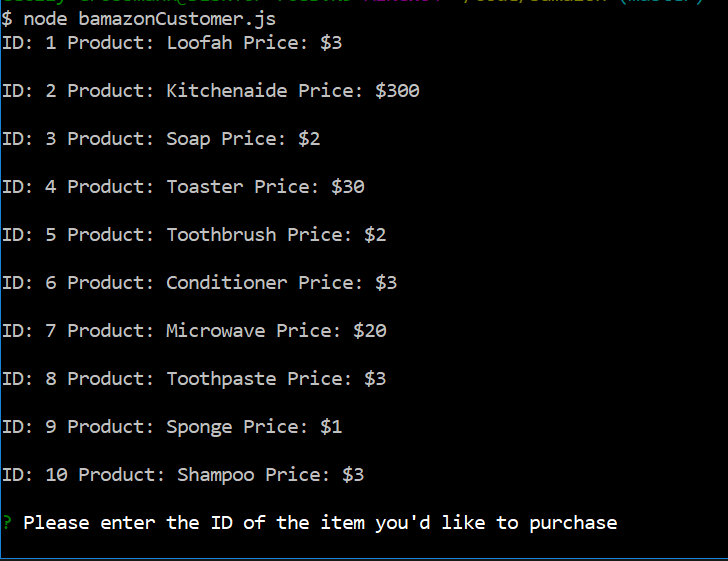 $ node bamazonCustomer.js
ID: 1 Product: Loofah Price: $3
ID: 2 Product: Kitchenaide Price: $300
ID: 3 Product: Soap Price: $2
ID: 4 Product: Toaster Price: $30
ID: 5 Product: Toothbrush Price: $2
ID: 6 Product: Conditioner Price: $3
ID: 7 Product: Microwave Price: $20
ID: 8 Product: Toothpaste Price: $3
ID: 9 Product: Sponge Price: $1
ID: 10 Product: Shampoo Price: $3
? Please enter the ID of the item you'd like to purchase